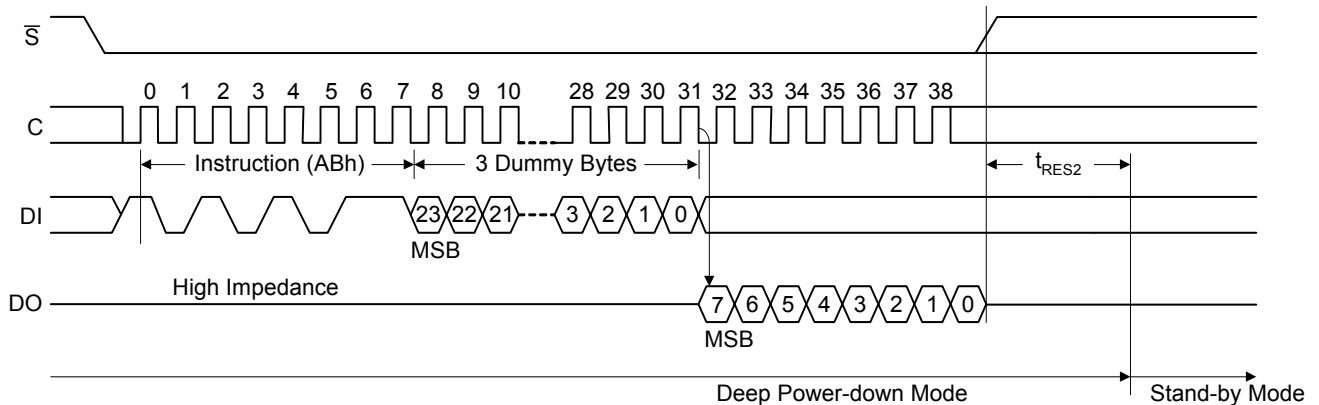 S̅
0 1 2 3 4 5 6 7 8 9 10 28 29 30 31 32 33 34 35 36 37 38
C
Instruction (ABh) 3 Dummy Bytes tRES2
DI 23 22 21 3 2 1 0
MSB
High Impedance
DO 7 6 5 4 3 2 1 0
MSB
Deep Power-down Mode Stand-by Mode